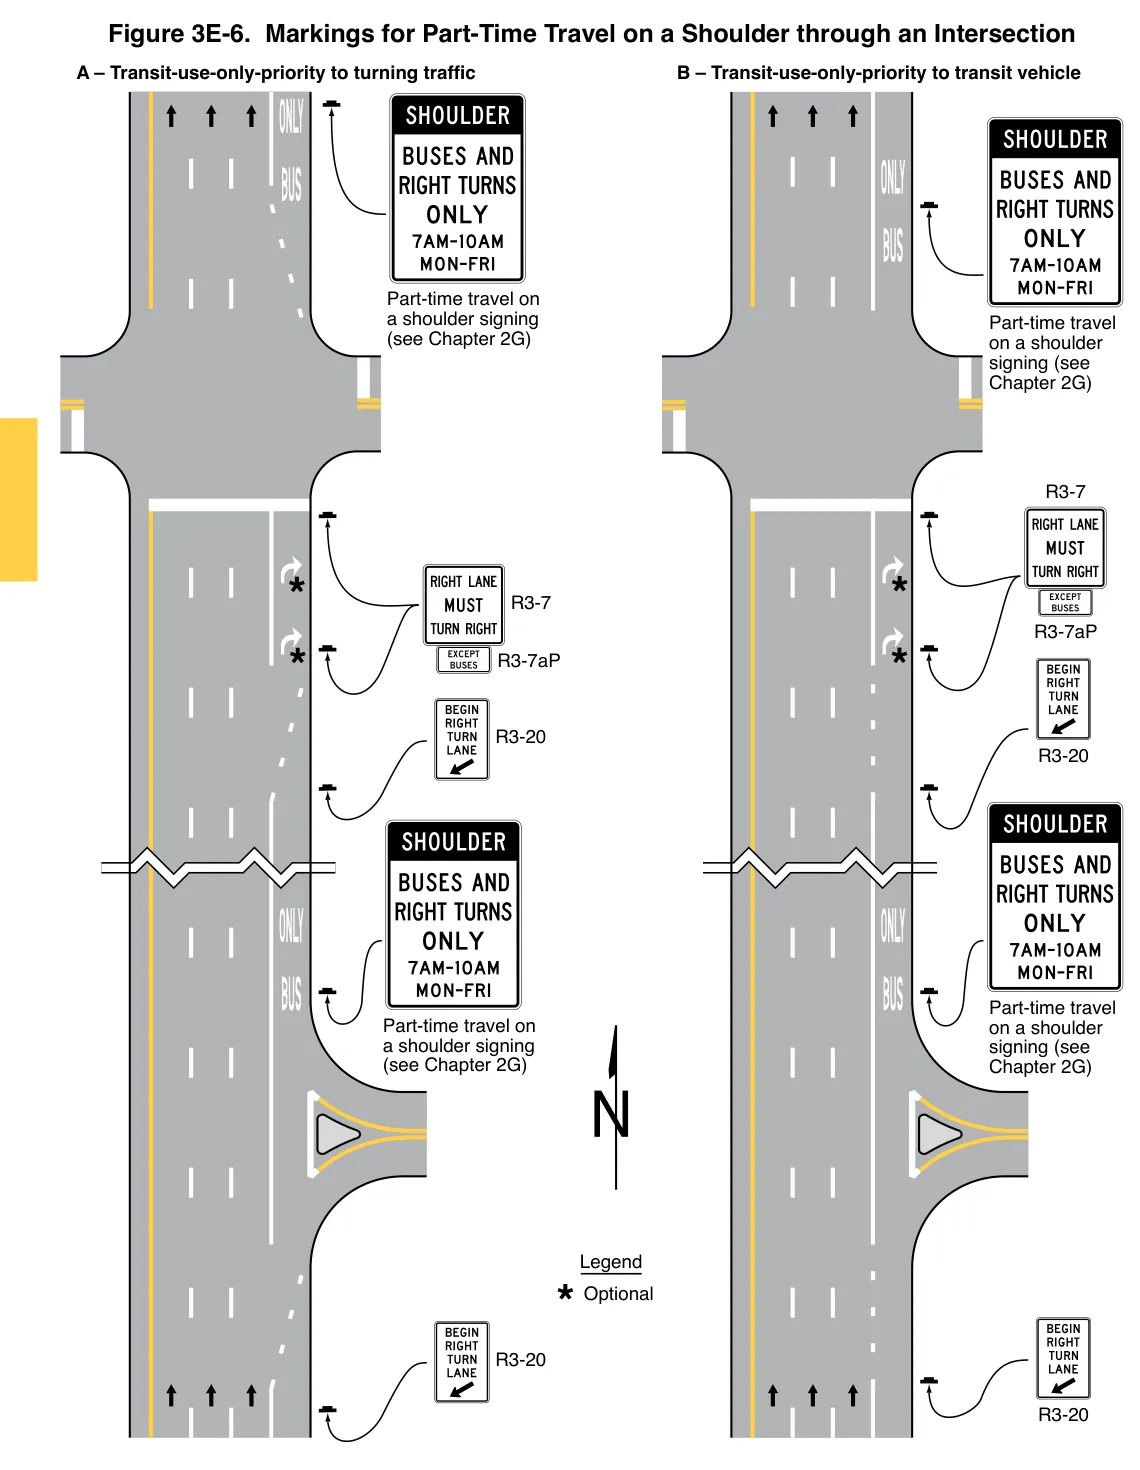 Figure 3E-6.  Markings for Part-Time Travel on a Shoulder through an Intersection
A – Transit-use-only-priority to turning traffic
ONLY
BUS
SHOULDER
BUSES AND
RIGHT TURNS
ONLY
7AM-10AM
MON-FRI
Part-time travel on
a shoulder signing
(see Chapter 2G)
RIGHT LANE
MUST
TURN RIGHT
R3-7
EXCEPT
BUSES
R3-7aP
BEGIN
RIGHT
TURN
LANE
R3-20
SHOULDER
BUSES AND
RIGHT TURNS
ONLY
7AM-10AM
MON-FRI
Part-time travel on
a shoulder signing
(see Chapter 2G)
ONLY
BUS
BEGIN
RIGHT
TURN
LANE
R3-20
B – Transit-use-only-priority to transit vehicle
ONLY
BUS
SHOULDER
BUSES AND
RIGHT TURNS
ONLY
7AM-10AM
MON-FRI
Part-time travel
on a shoulder
signing (see
Chapter 2G)
R3-7
RIGHT LANE
MUST
TURN RIGHT
EXCEPT
BUSES
R3-7aP
BEGIN
RIGHT
TURN
LANE
R3-20
SHOULDER
BUSES AND
RIGHT TURNS
ONLY
7AM-10AM
MON-FRI
Part-time travel
on a shoulder
signing (see
Chapter 2G)
ONLY
BUS
BEGIN
RIGHT
TURN
LANE
R3-20
N
Legend
* Optional